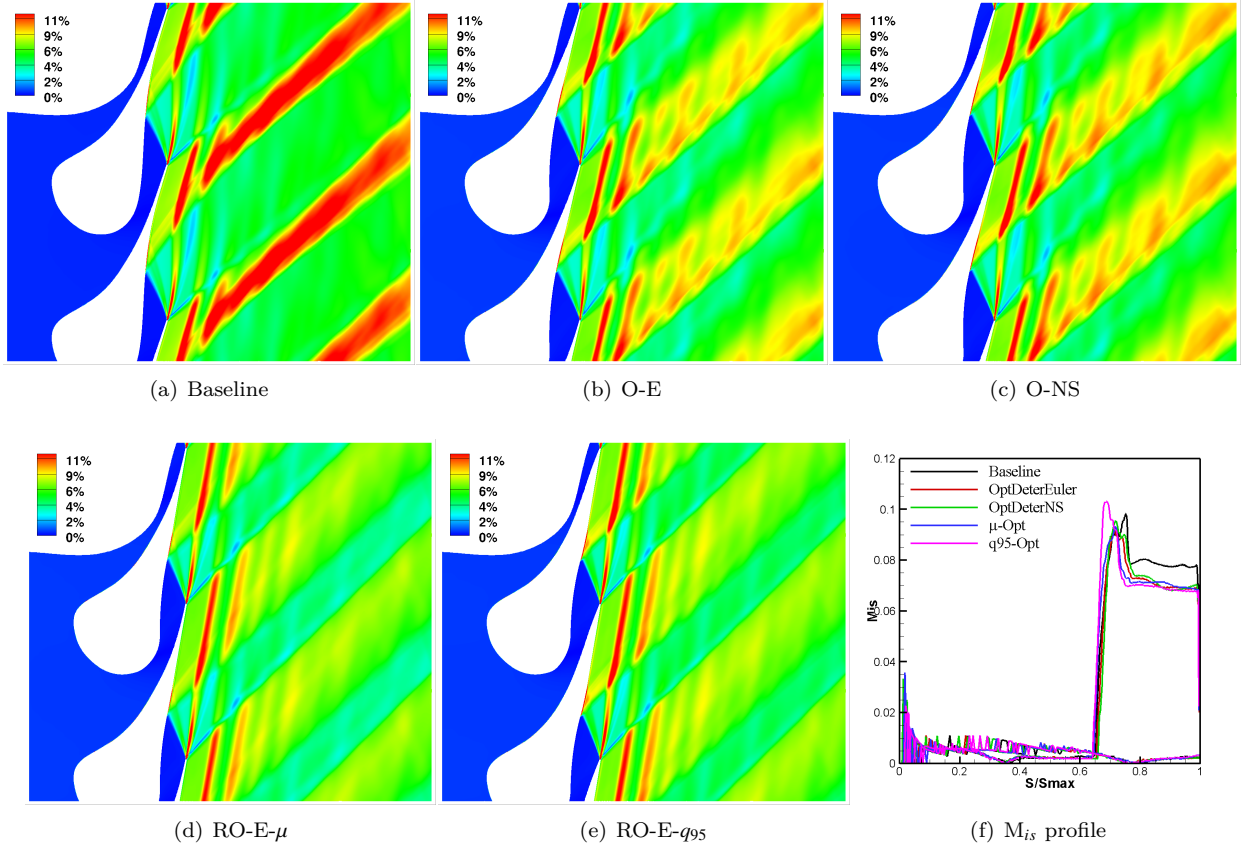 11%
9%
6%
4%
2%
0%
11%
9%
6%
4%
2%
0%
11%
9%
6%
4%
2%
0%
(a) Baseline
(b) O-E
(c) O-NS
11%
9%
6%
4%
2%
0%
11%
9%
6%
4%
2%
0%
0.12
0.1
0.08
0.06
0.04
0.02
0
Mis
Baseline
OptDeterEuler
OptDeterNS
μ-Opt
q95-Opt
0 0.2 0.4 0.6 0.8 1
S/Smax
(d) RO-E-μ
(e) RO-E-q95
(f) Mis profile